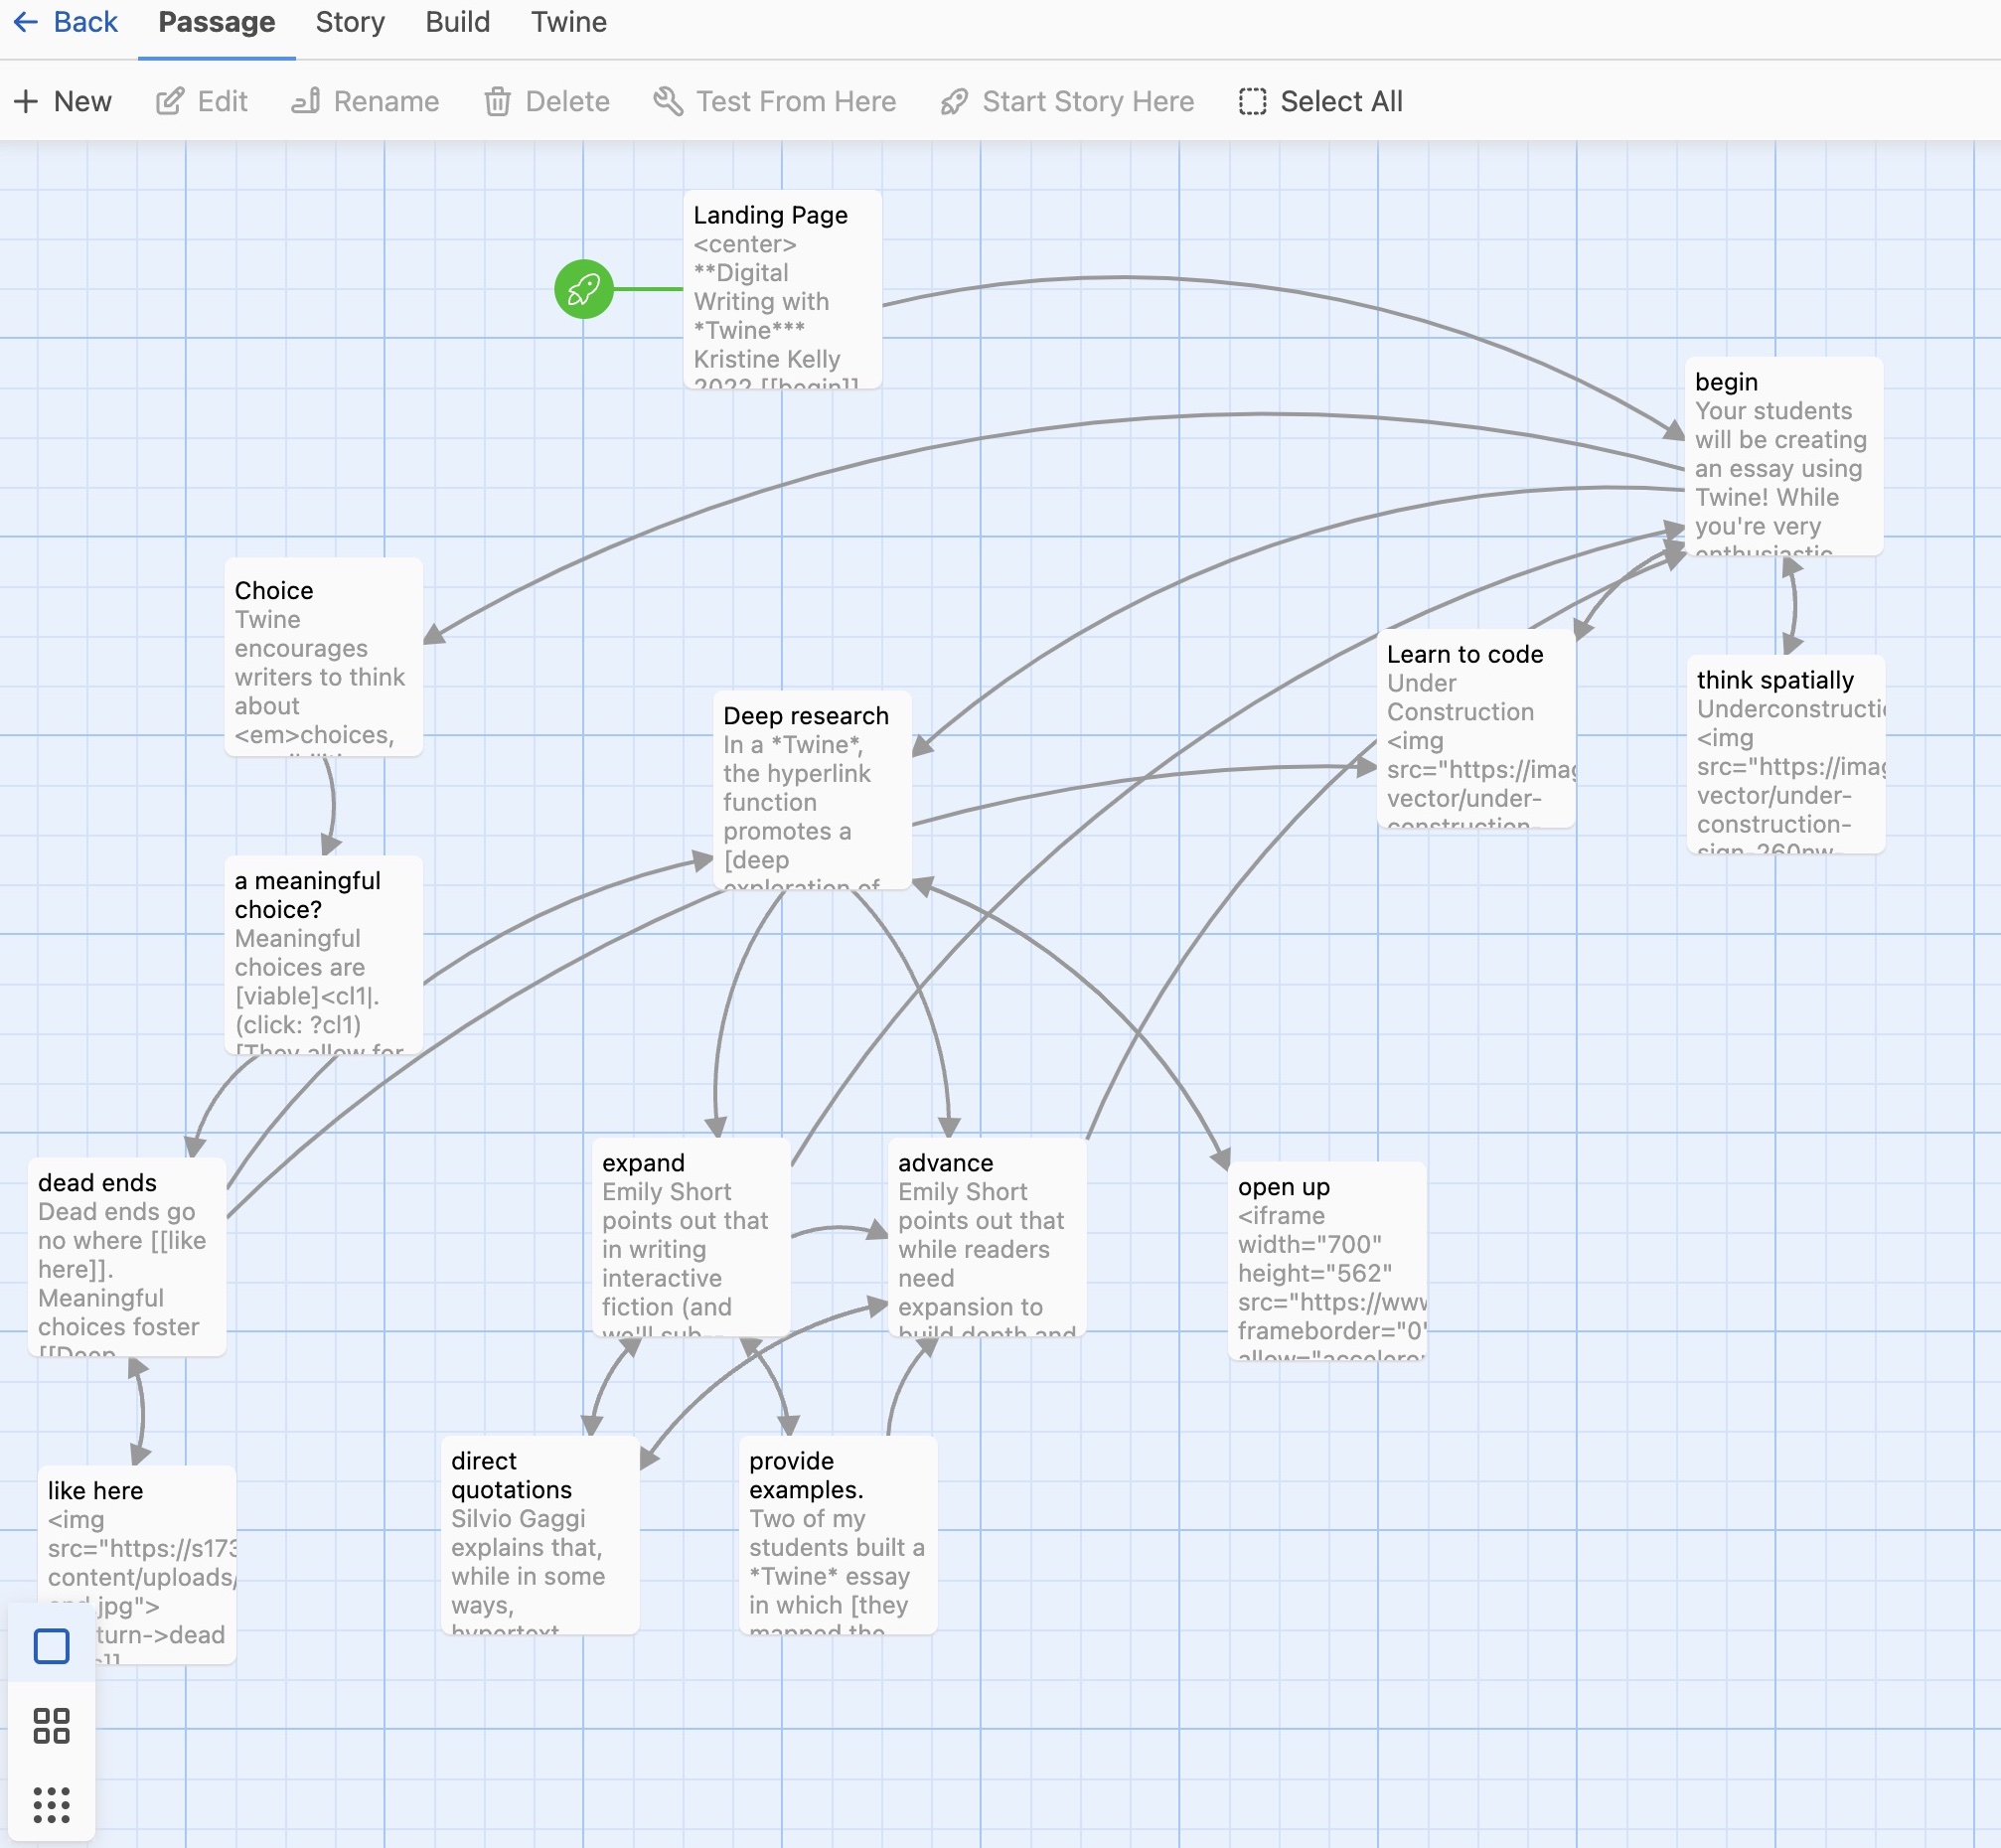 Back Passage Story Build Twine
New Edit Rename Delete Test From Here Start Story Here Select All
Landing Page
<center>
**Digital
Writing with
*Twine***
Kristine Kelly
2022 [[begin]]
begin
Your students
will be creating
an essay using
Twine! While
you're very
enthusiastic
Choice
Twine
encourages
writers to think
about
<em>choices,
Learn to code
Under
Construction
<img
src="https://imag
vector/under-
construction-
think spatially
Underconstructi
<img
src="https://imag
vector/under-
construction-
sign-260nw-
Deep research
In a *Twine*,
the hyperlink
function
promotes a
[deep
exploration of
a meaningful
choice?
Meaningful
choices are
[viable]<cl1|.
(click: ?cl1)
[They allow for
dead ends
Dead ends go
no where [[like
here]].
Meaningful
choices foster
[[Deep
expand
Emily Short
points out that
in writing
interactive
fiction (and
we'll sub-
advance
Emily Short
points out that
while readers
need
expansion to
build depth and
open up
<iframe
width="700"
height="562"
src="https://www
frameborder="0"
allow="acceleror
like here
<img
src="https://s173
content/uploads/
end.jpg">
turn->dead
direct
quotations
Silvio Gaggi
explains that,
while in some
ways,
hypertext
provide
examples.
Two of my
students built a
*Twine* essay
in which [they
mapped the